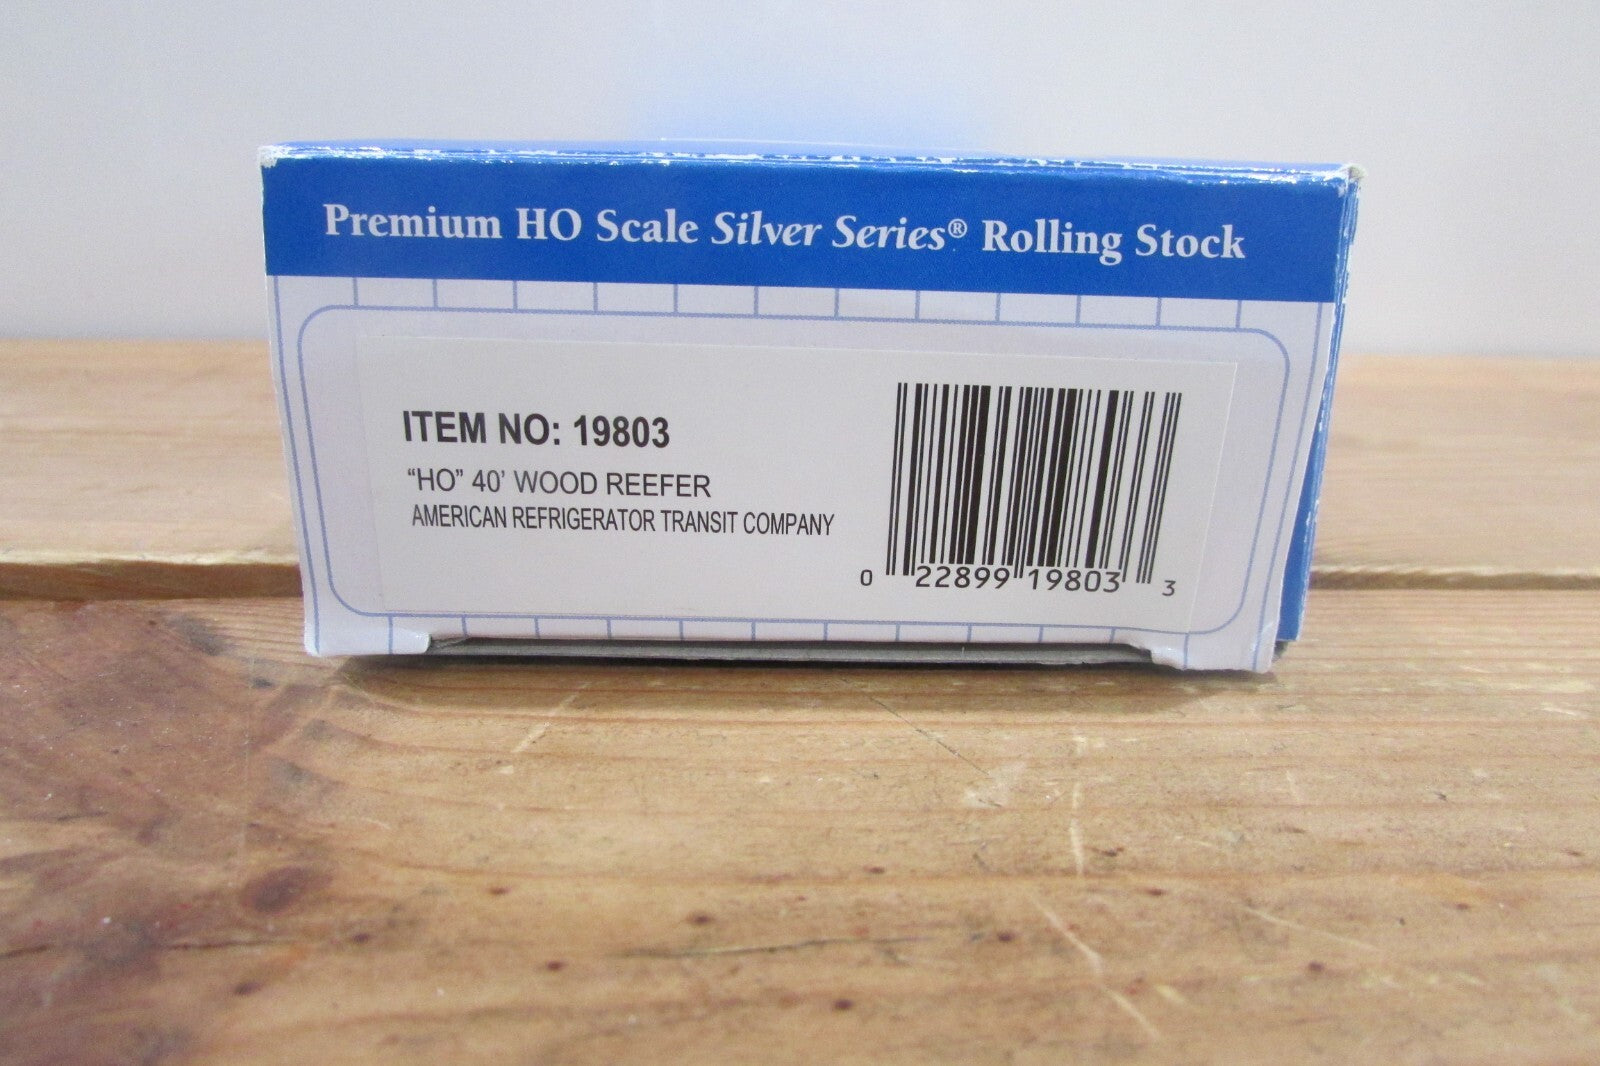 Premium HO Scale Silver Series® Rolling Stock
ITEM NO: 19803
“HO” 40’ WOOD REEFER
AMERICAN REFRIGERATOR TRANSIT COMPANY
0 22899 19803 3